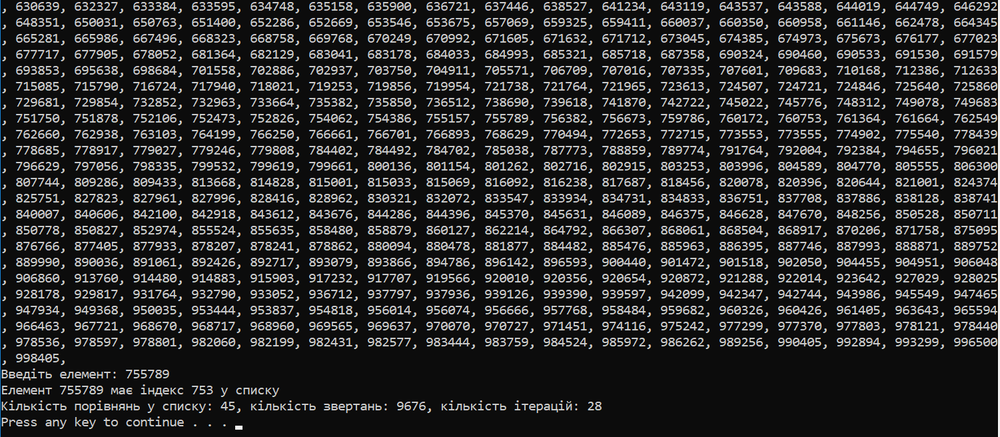 , 630639, 632327, 633384, 633595, 634748, 635158, 635900, 636721, 637446, 638527, 641234, 643119, 643537, 643588, 644019, 644749, 646292
, 648351, 650031, 650763, 651400, 652286, 652669, 653546, 653675, 657069, 659325, 659411, 660037, 660350, 660958, 661146, 662478, 664345
, 665281, 665986, 667496, 668323, 668758, 669768, 670249, 670992, 671605, 671632, 671712, 673045, 674385, 674973, 675673, 676177, 677023
, 677717, 677905, 678052, 681364, 682129, 683041, 683178, 684033, 684993, 685321, 685718, 687358, 690324, 690460, 690533, 691530, 691579
, 693853, 695638, 698684, 701558, 702886, 702937, 703750, 704911, 705571, 706709, 707016, 707335, 707601, 709683, 710168, 712386, 712633
, 715085, 715790, 716724, 717940, 718021, 719253, 719856, 719954, 721738, 721764, 721965, 723613, 724507, 724721, 724846, 725640, 725860
, 729681, 729854, 732852, 732963, 733664, 735382, 735850, 736512, 738690, 739618, 741870, 742722, 745022, 745776, 748312, 749078, 749683
, 751750, 751878, 752106, 752473, 752826, 754062, 754386, 755157, 755789, 756382, 756673, 759786, 760172, 760753, 761364, 761664, 762549
, 762660, 762938, 763103, 764199, 766250, 766661, 766701, 766893, 768629, 770494, 772653, 772715, 773553, 773555, 774902, 775540, 778439
, 778685, 778917, 779027, 779246, 779808, 784402, 784492, 784702, 785038, 787773, 788859, 789774, 791764, 792004, 792384, 794655, 796021
, 796629, 797056, 798335, 799532, 799619, 799661, 800136, 801154, 801262, 802716, 802915, 803253, 803996, 804589, 804770, 805555, 806300
, 807744, 809286, 809433, 813668, 814828, 815001, 815033, 815069, 816092, 816238, 817687, 818456, 820078, 820396, 820644, 821001, 824374
, 825751, 827823, 827961, 827996, 828416, 828962, 830321, 832072, 833547, 833934, 834731, 834833, 836751, 837708, 837886, 838128, 838741
, 840007, 840606, 842100, 842918, 843612, 843676, 844286, 844396, 845370, 845631, 846089, 846375, 846628, 847670, 848256, 850528, 850711
, 850778, 850827, 852974, 855524, 855635, 858480, 858879, 860127, 862214, 864792, 866307, 868061, 868504, 868917, 870206, 871758, 875095
, 876766, 877405, 877933, 878207, 878241, 878862, 880094, 880478, 881877, 884482, 885476, 885963, 886395, 887746, 887993, 888871, 889752
, 889990, 890036, 891061, 892426, 892717, 893079, 893866, 894786, 896142, 896593, 900440, 901472, 901518, 902050, 904455, 904951, 906048
, 906860, 913760, 914480, 914883, 915903, 917232, 917707, 919566, 920010, 920356, 920654, 920872, 921288, 922014, 923642, 927029, 928025
, 928178, 929817, 931764, 932790, 933052, 936712, 937797, 937936, 939126, 939390, 939597, 942099, 942347, 942744, 943986, 945549, 947465
, 947934, 949368, 950035, 953444, 953837, 954818, 956014, 956074, 956666, 957768, 958484, 959682, 960326, 960426, 961405, 963643, 965594
, 966463, 967721, 968670, 968717, 968960, 969565, 969637, 970070, 970727, 971451, 974116, 975242, 977299, 977370, 977803, 978121, 978440
, 978536, 978597, 978801, 982060, 982199, 982431, 982577, 983444, 983759, 984524, 985972, 986262, 989256, 990405, 992894, 993299, 996500
, 998405,
Введіть елемент: 755789
Елемент 755789 має індекс 753 у списку
Кількість порівнянь у списку: 45, кількість звертань: 9676, кількість ітерацій: 28
Press any key to continue . . .